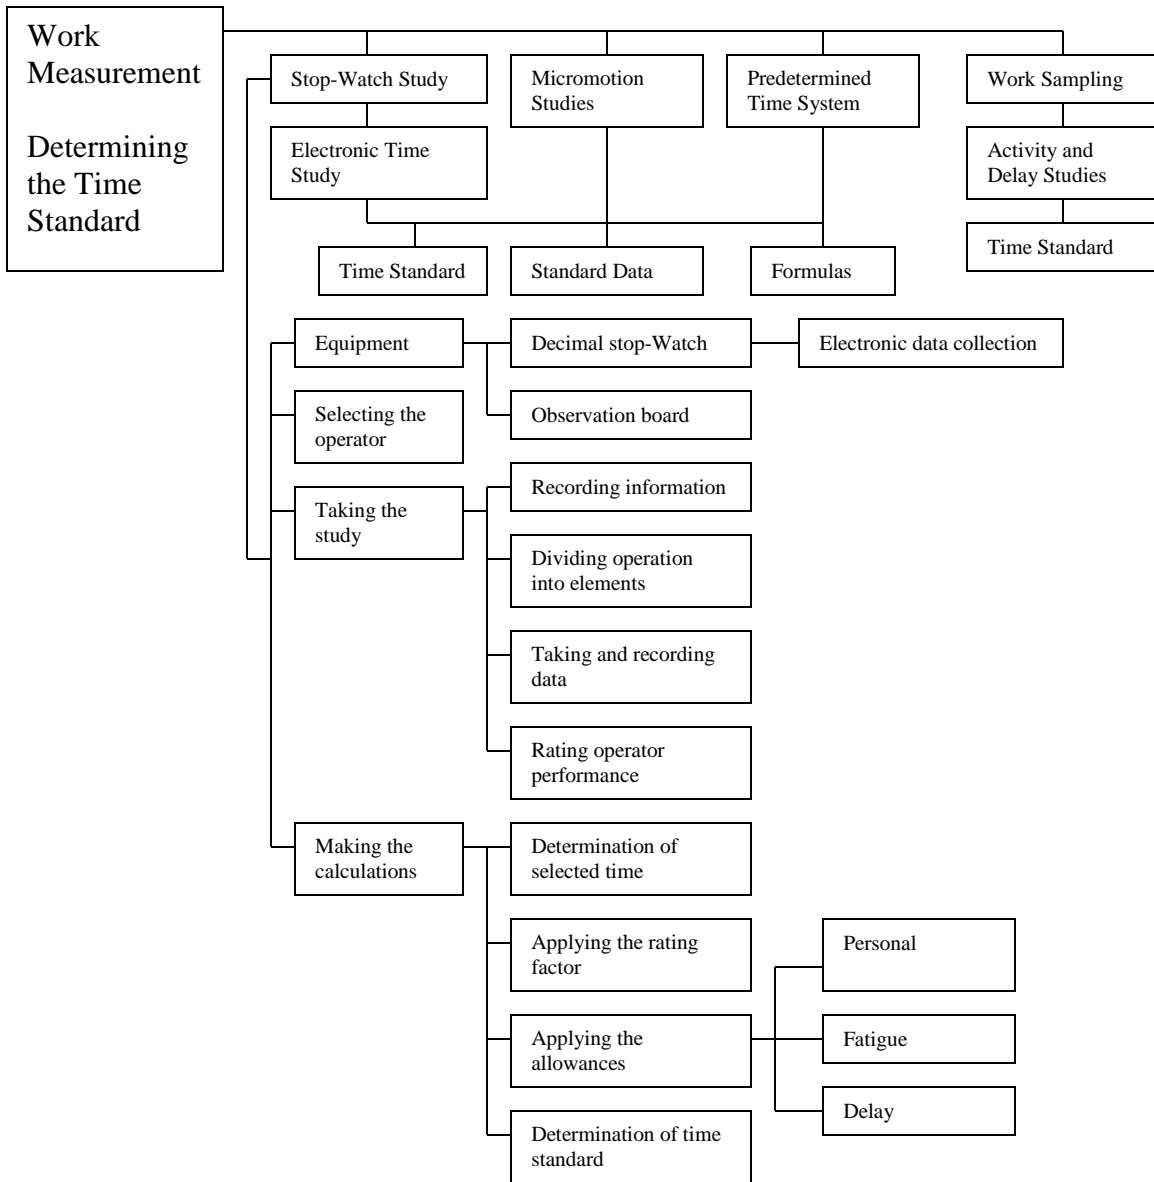 Work
Measurement
Determining
the Time
Standard
Stop-Watch Study
Micromotion
Studies
Predetermined
Time System
Work Sampling
Electronic Time
Study
Activity and
Delay Studies
Time Standard
Standard Data
Formulas
Time Standard
Equipment
Decimal stop-Watch
Electronic data collection
Observation board
Selecting the
operator
Taking the
study
Recording information
Dividing operation
into elements
Taking and recording
data
Rating operator
performance
Making the
calculations
Determination of
selected time
Applying the rating
factor
Applying the
allowances
Personal
Fatigue
Delay
Determination of time
standard